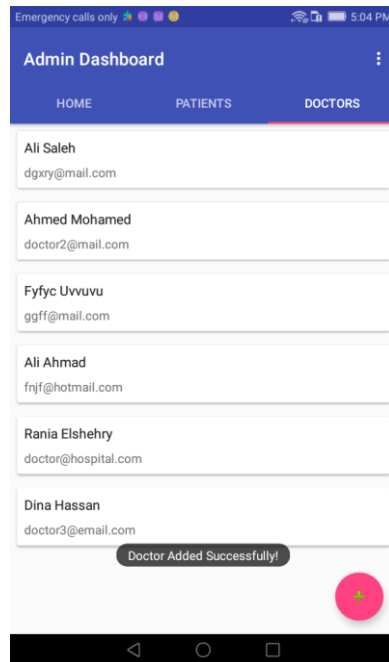 Emergency calls only
5:04 PM
Admin Dashboard
HOME
PATIENTS
DOCTORS
Ali Saleh
dgxry@mail.com
Ahmed Mohamed
doctor2@mail.com
Fyfyc Uvvuvu
ggff@mail.com
Ali Ahmad
fnjf@hotmail.com
Rania Elshehry
doctor@hospital.com
Dina Hassan
doctor3@email.com
Doctor Added Successfully!